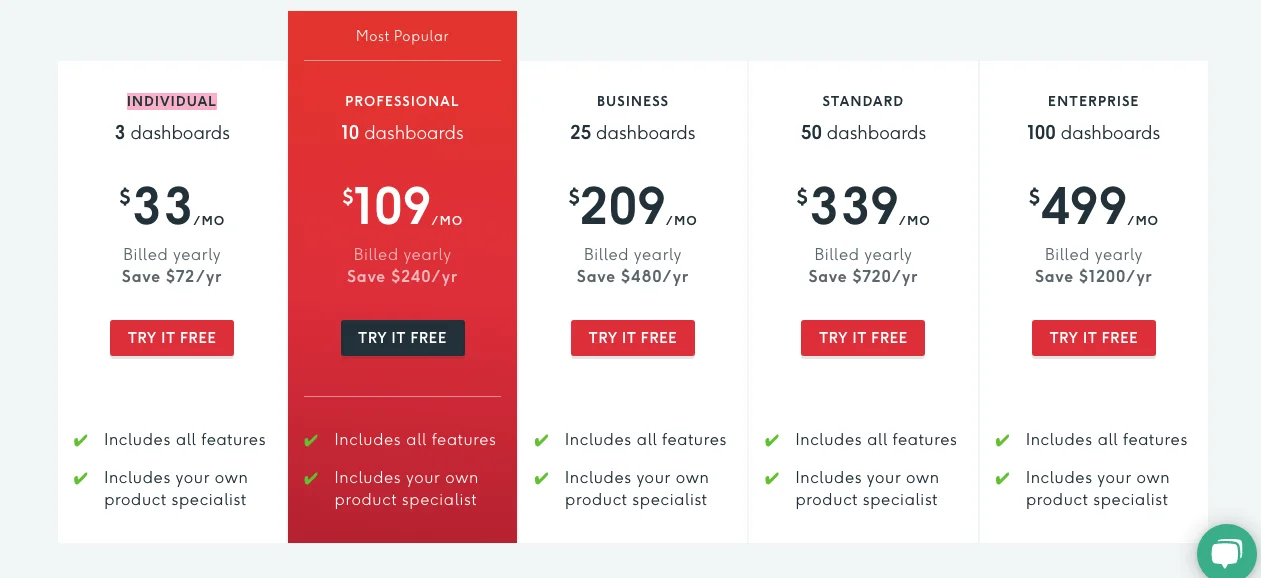 Most Popular
INDIVIDUAL
3 dashboards
$33/MO
Billed yearly
Save $72/yr
TRY IT FREE
Includes all features
Includes your own
product specialist
PROFESSIONAL
10 dashboards
$109/MO
Billed yearly
Save $240/yr
TRY IT FREE
Includes all features
Includes your own
product specialist
BUSINESS
25 dashboards
$209/MO
Billed yearly
Save $480/yr
TRY IT FREE
Includes all features
Includes your own
product specialist
STANDARD
50 dashboards
$339/MO
Billed yearly
Save $720/yr
TRY IT FREE
Includes all features
Includes your own
product specialist
ENTERPRISE
100 dashboards
$499/MO
Billed yearly
Save $1200/yr
TRY IT FREE
Includes all features
Includes your own
product specialist